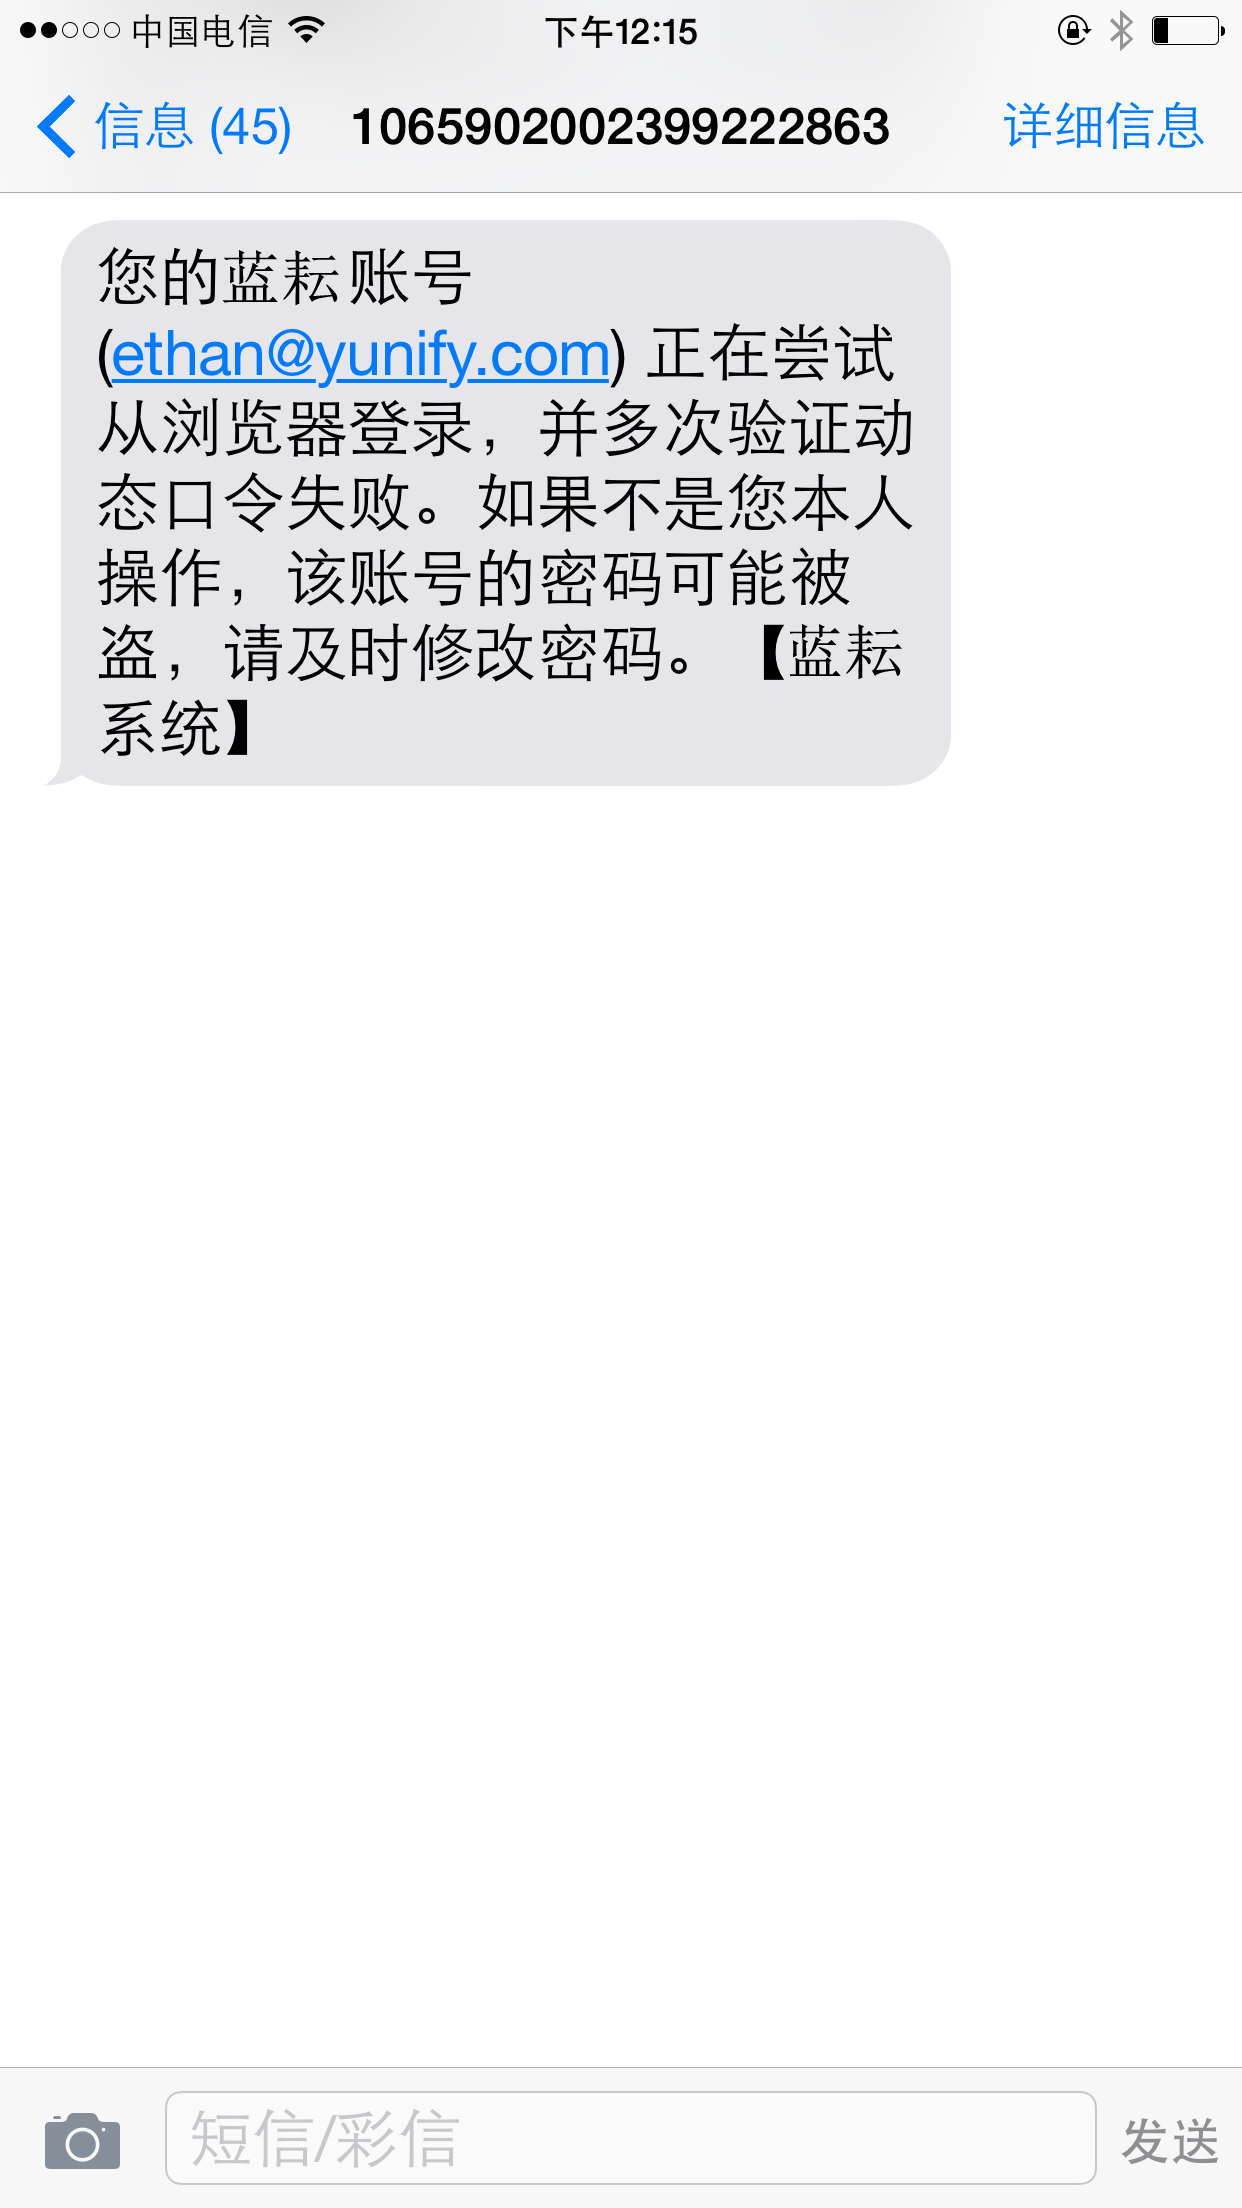 中国电信 下午12:15
信息 (45) 1065902002399222863 详细信息
您的蓝耘账号
(ethan@yunify.com) 正在尝试
从浏览器登录，并多次验证动
态口令失败。如果不是您本人
操作，该账号的密码可能被
盗，请及时修改密码。【蓝耘
系统】
短信/彩信 发送